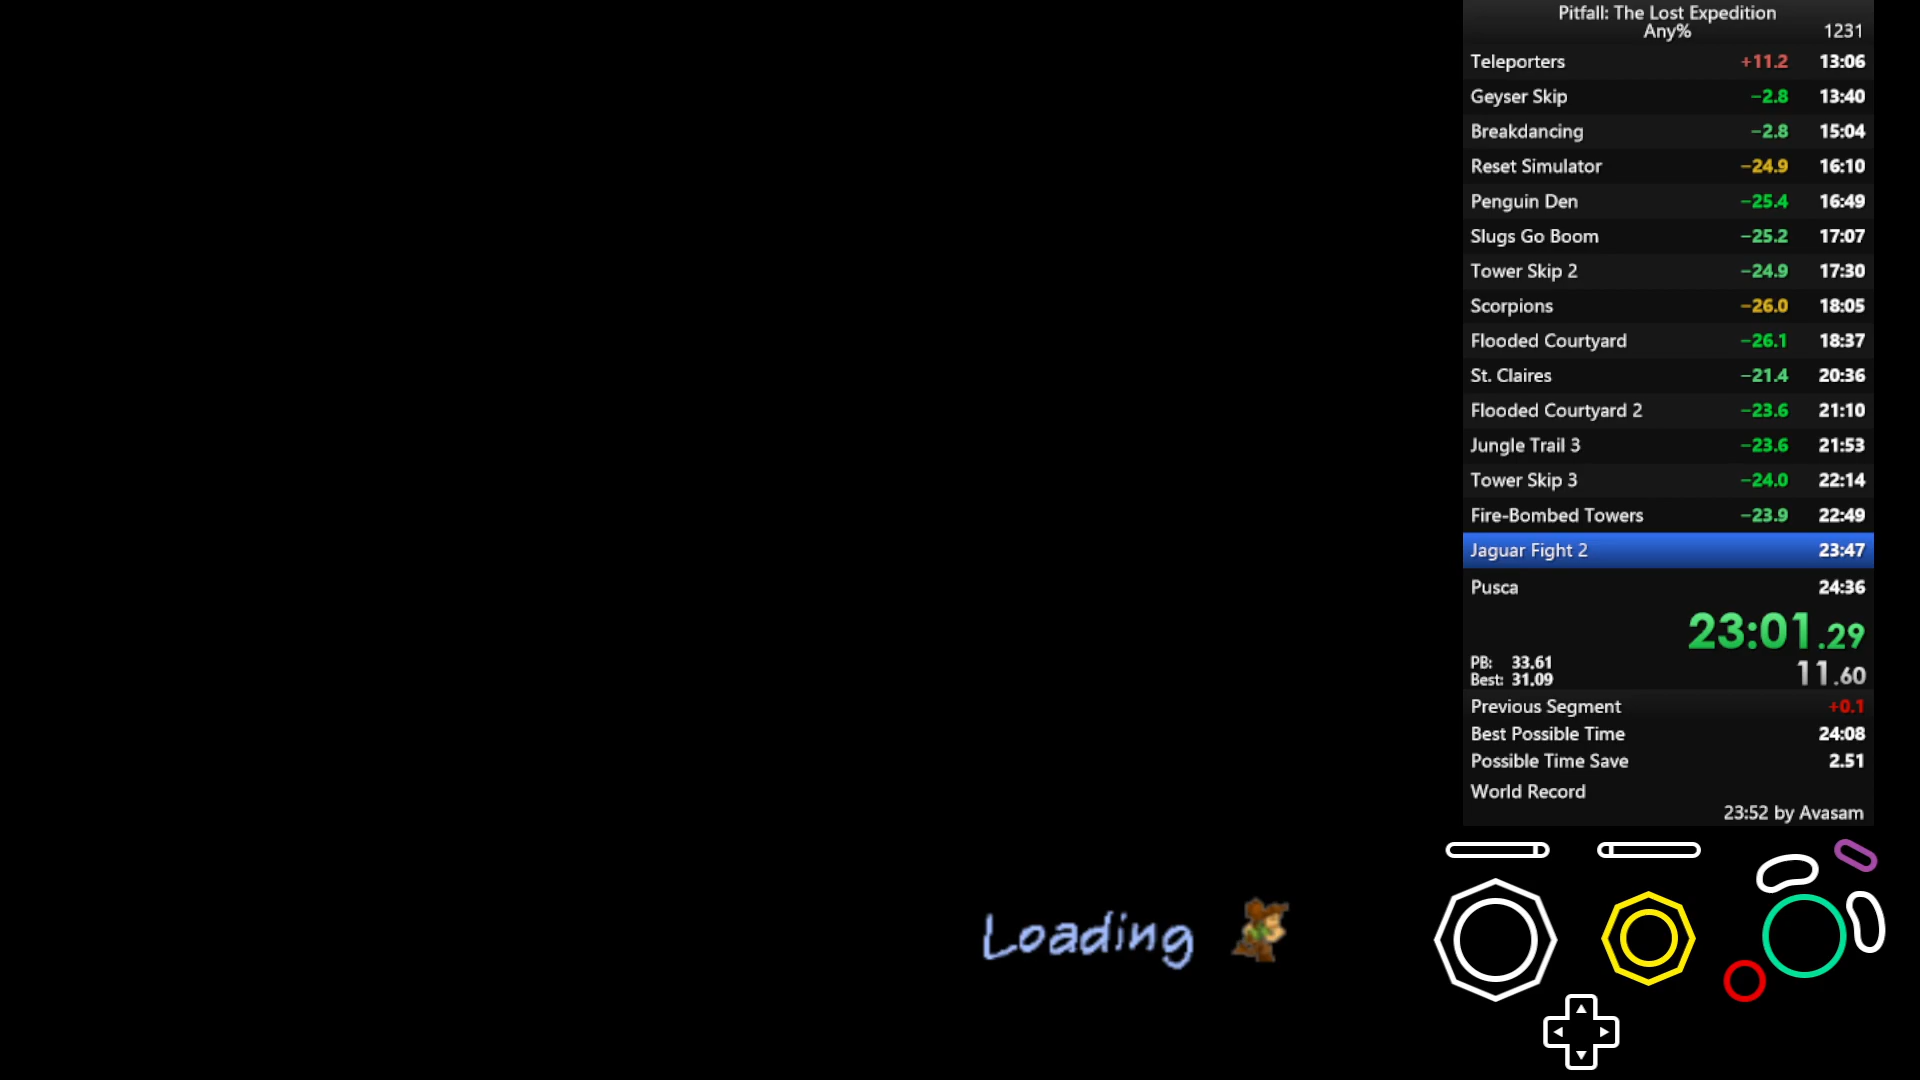 Pitfall: The Lost Expedition
Any% 1231
Teleporters +11.2 13:06
Geyser Skip −2.8 13:40
Breakdancing −2.8 15:04
Reset Simulator −24.9 16:10
Penguin Den −25.4 16:49
Slugs Go Boom −25.2 17:07
Tower Skip 2 −24.9 17:30
Scorpions −26.0 18:05
Flooded Courtyard −26.1 18:37
St. Claires −21.4 20:36
Flooded Courtyard 2 −23.6 21:10
Jungle Trail 3 −23.6 21:53
Tower Skip 3 −24.0 22:14
Fire-Bombed Towers −23.9 22:49
Jaguar Fight 2 23:47
Pusca 24:36
23:01.29
PB: 33.61
Best: 31.09
11.60
Previous Segment +0.1
Best Possible Time 24:08
Possible Time Save 2.51
World Record
23:52 by Avasam
Loading